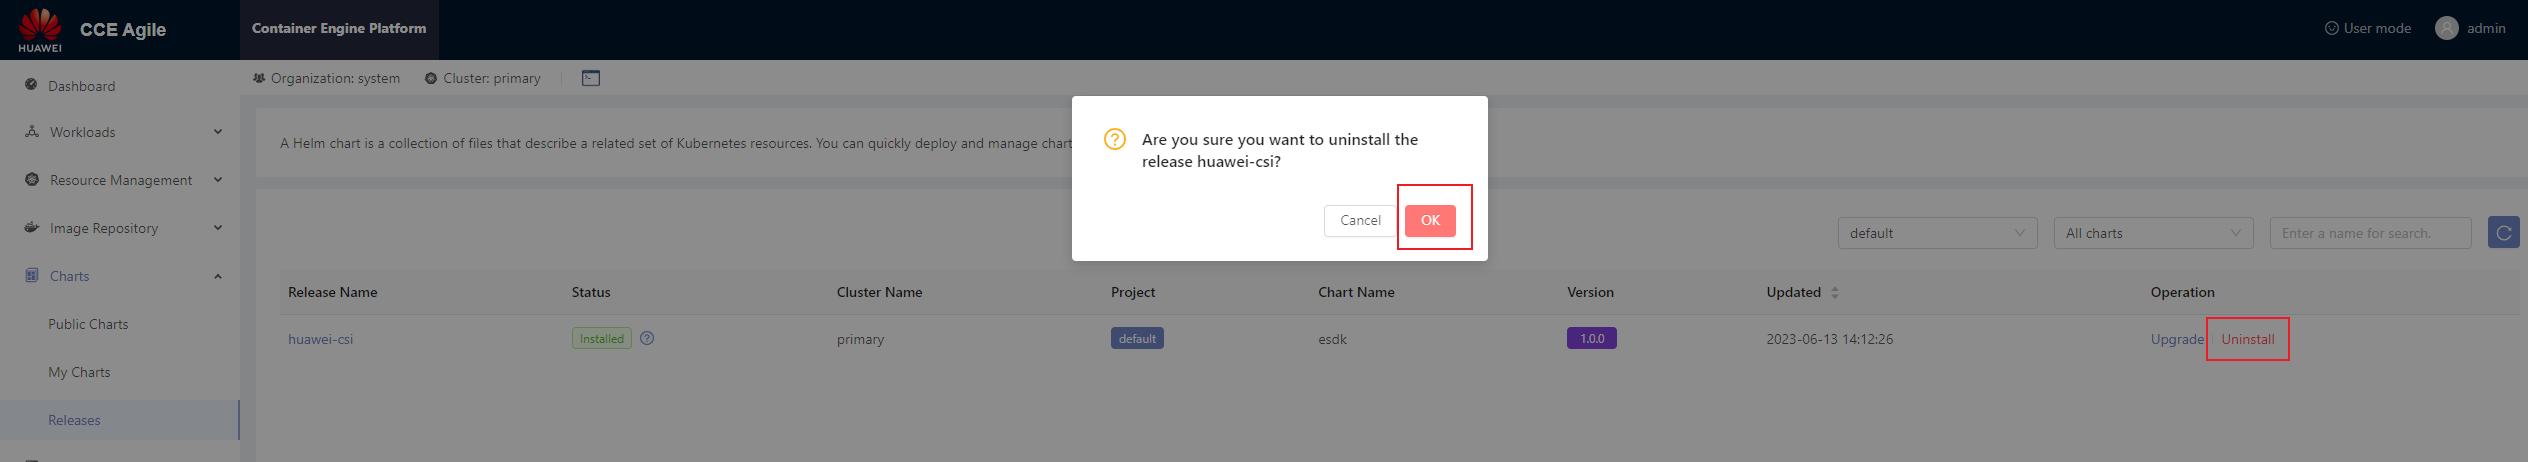 HUAWEI
CCE Agile
Container Engine Platform
User mode
admin
Dashboard
Workloads
Resource Management
Image Repository
Charts
Public Charts
My Charts
Releases
Organization: system
Cluster: primary
A Helm chart is a collection of files that describe a related set of Kubernetes resources. You can quickly deploy and manage chart
Are you sure you want to uninstall the
release huawei-csi?
Cancel
OK
default
All charts
Enter a name for search.
Release Name Status Cluster Name Project Chart Name Version Updated Operation
huawei-csi Installed primary default esdk 1.0.0 2023-06-13 14:12:26 Upgrade Uninstall